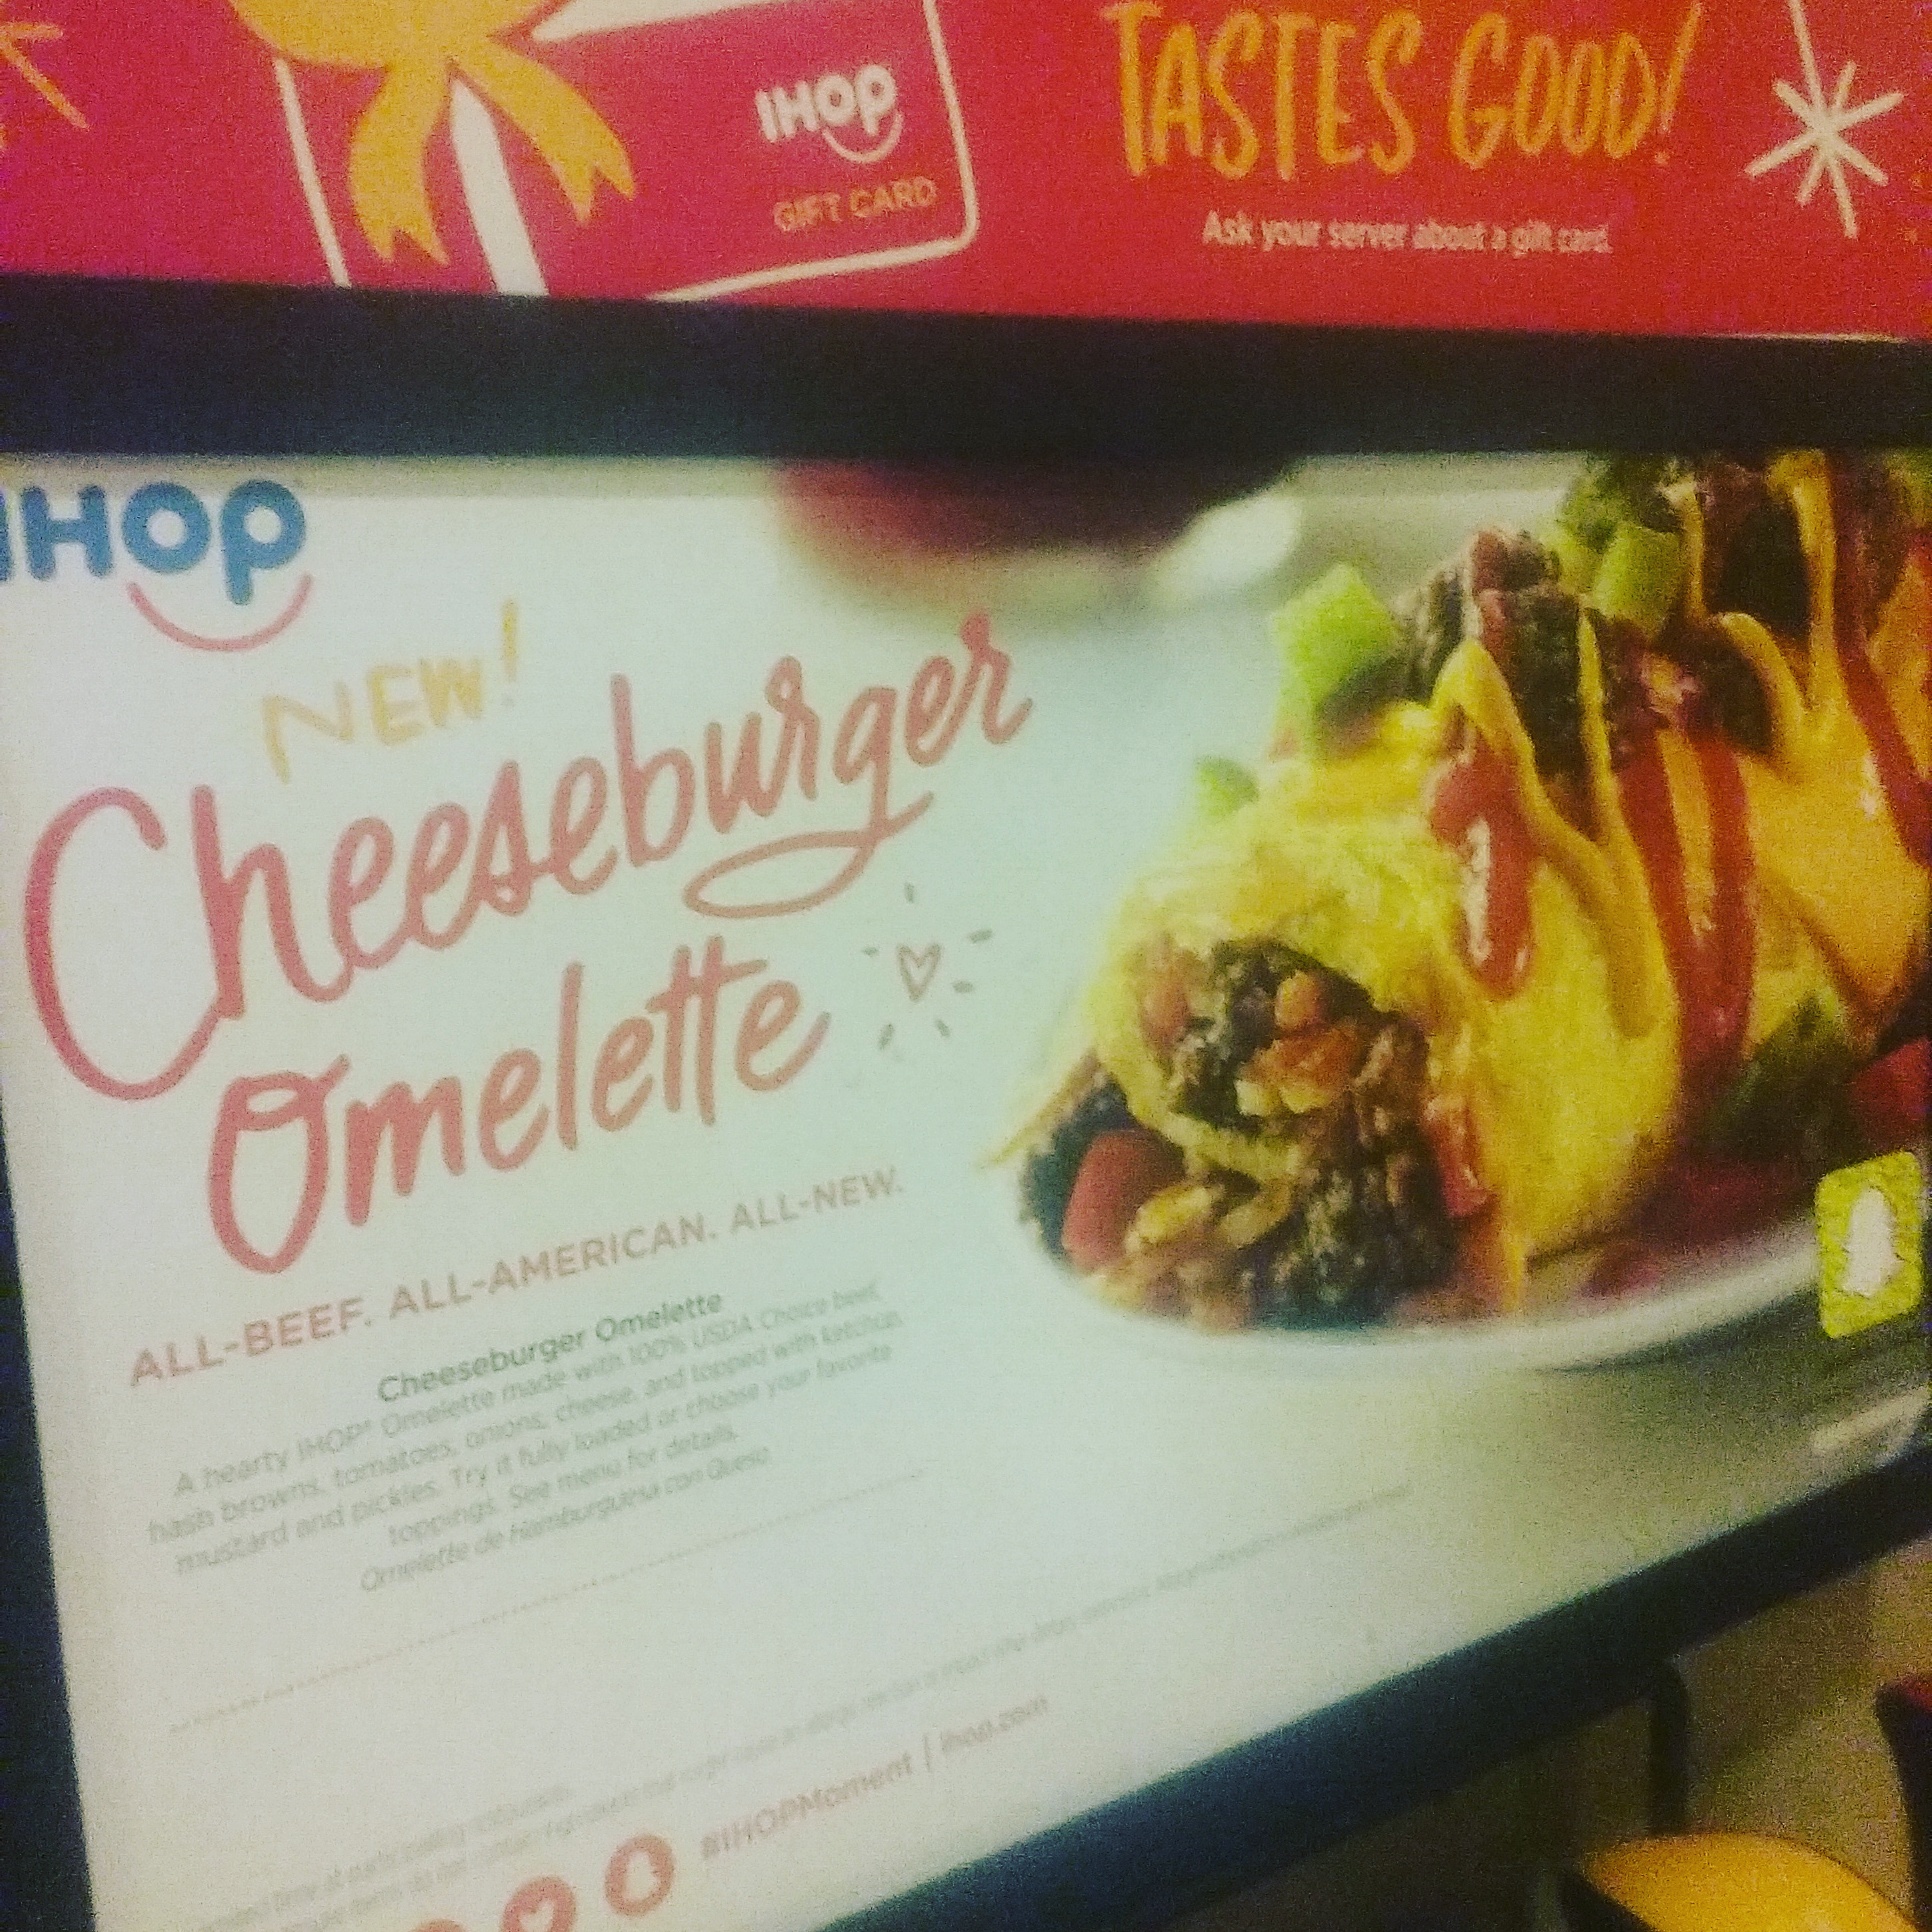 IHOP
GIFT CARD
TASTES GOOD!
Ask your server about a gift card.
IHOP
NEW!
Cheeseburger
Omelette
ALL-BEEF. ALL-AMERICAN. ALL-NEW.
Cheeseburger Omelette
A hearty IHOP® Omelette made with 100% USDA Choice beef,
hash browns, tomatoes, onions, cheese, and topped with ketchup,
mustard and pickles. Try it fully loaded or choose your favorite
toppings. See menu for details.
Omelette de Hamburguesa con Queso
#IHOPMoment | ihop.com